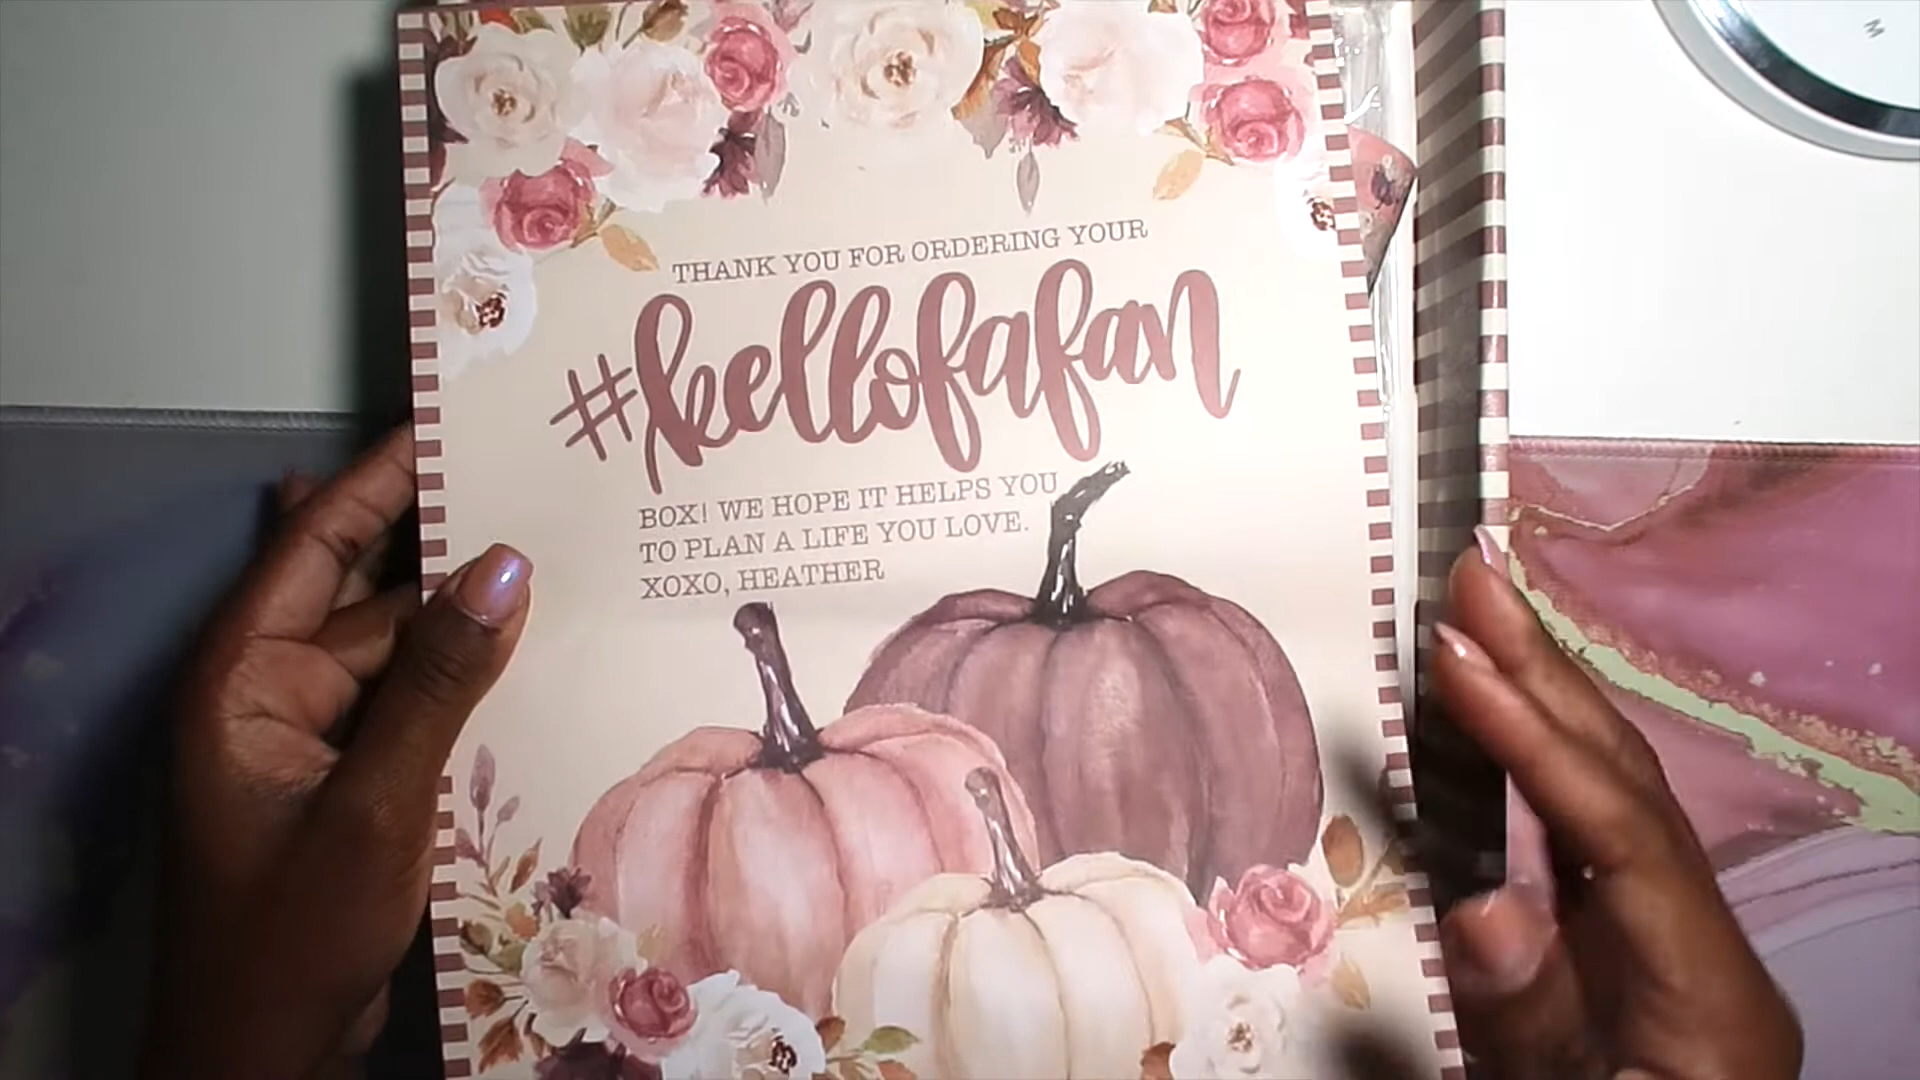 THANK YOU FOR ORDERING YOUR
#kellofafan
BOX! WE HOPE IT HELPS YOU
TO PLAN A LIFE YOU LOVE.
XOXO, HEATHER